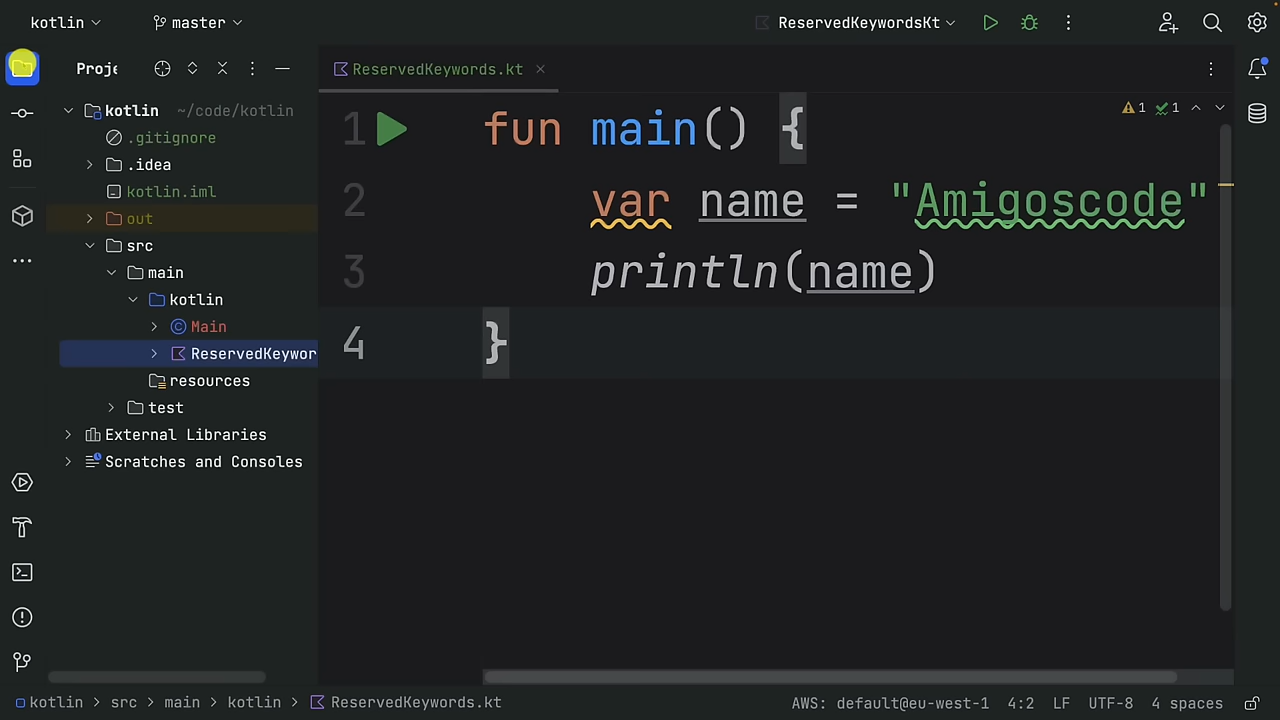 kotlin master ReservedKeywordsKt
Proje
ReservedKeywords.kt
kotlin ~/code/kotlin
.gitignore
.idea
kotlin.iml
out
src
main
kotlin
Main
ReservedKeywor
resources
test
External Libraries
Scratches and Consoles
1 fun main() {
2 var name = "Amigoscode"
3 println(name)
4 }
1 1
kotlin > src > main > kotlin > ReservedKeywords.kt
AWS: default@eu-west-1 4:2 LF UTF-8 4 spaces